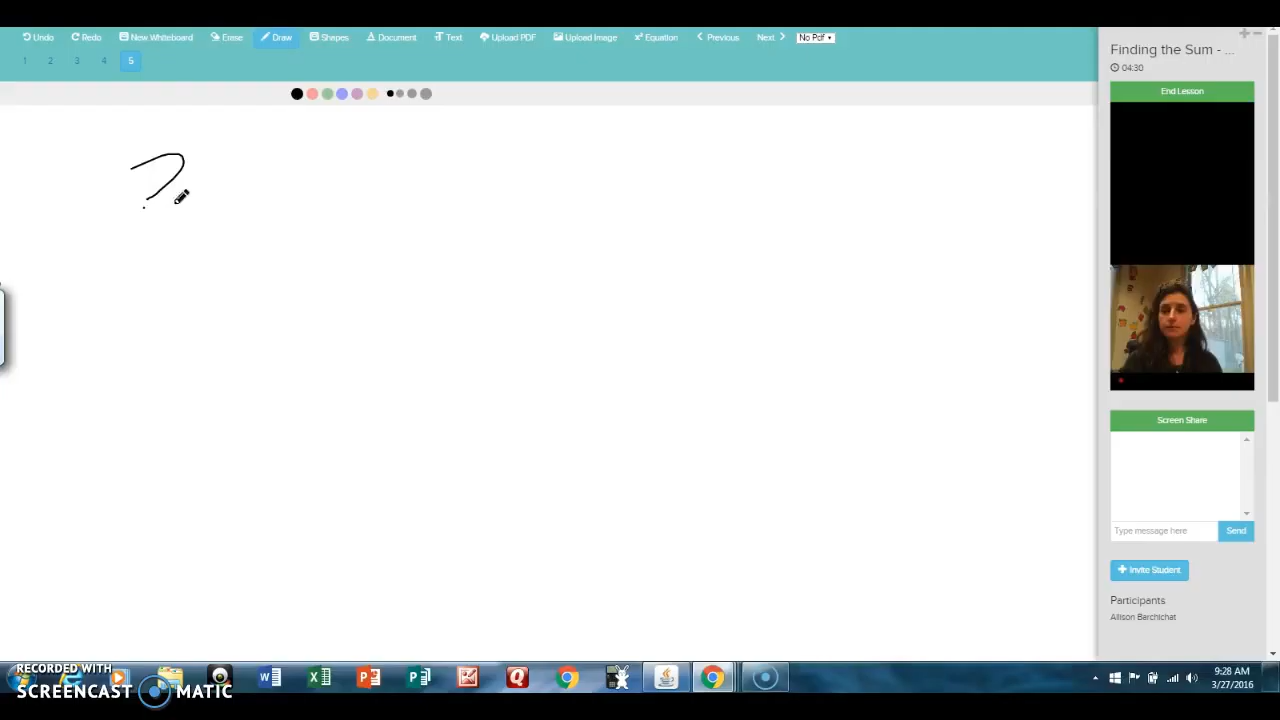 Undo Redo New Whiteboard Erase Draw Shapes Document Text Upload PDF Upload Image Equation Previous Next No Pdf
1 2 3 4 5
?
Finding the Sum - ...
04:30
End Lesson
Screen Share
Type message here Send
Invite Student
Participants
Allison Barchichat
RECORDED WITH
SCREENCAST MATIC
9:28 AM
3/27/2016